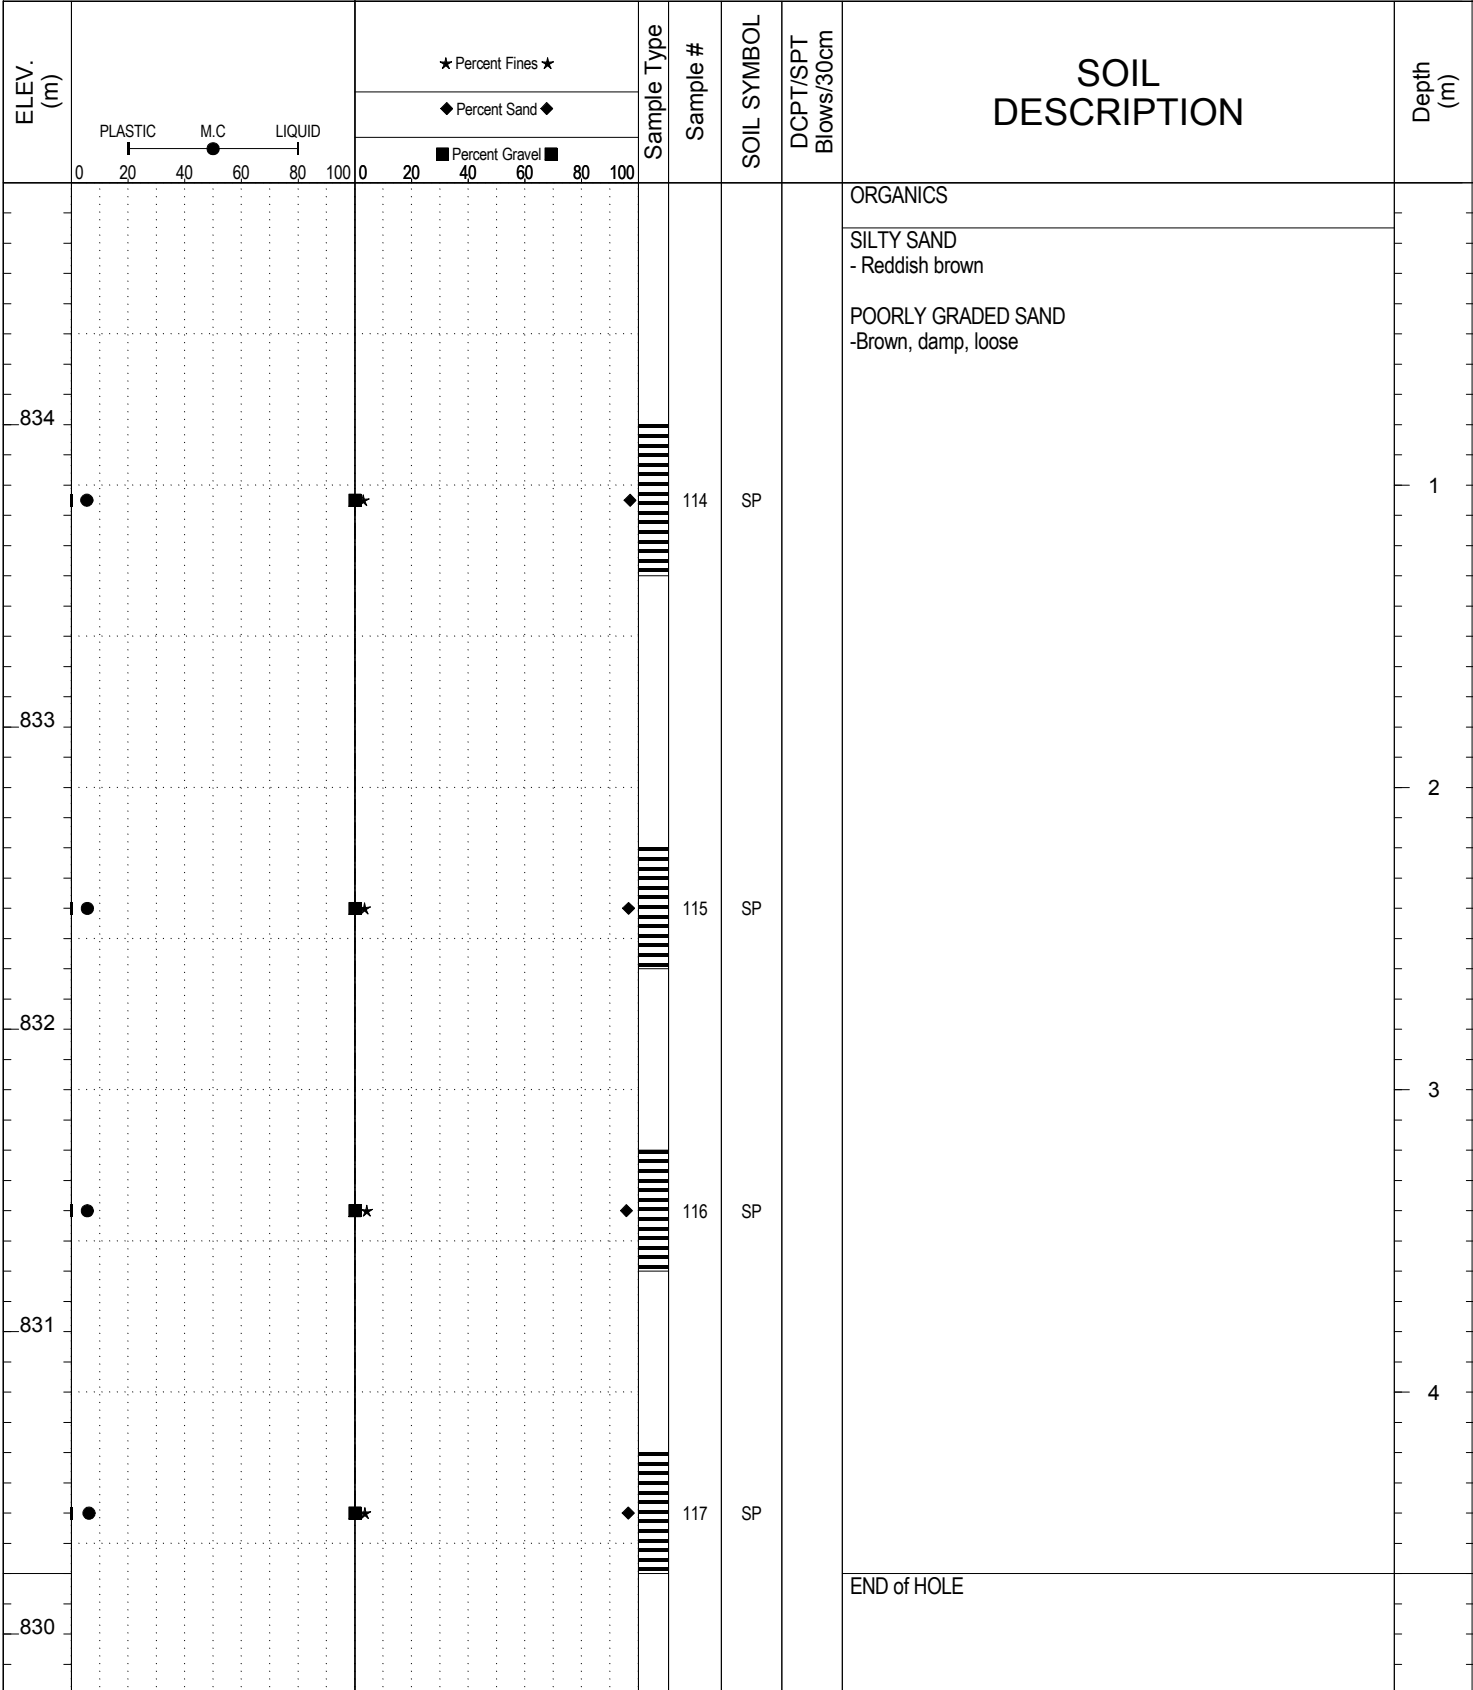 ELEV.
(m)
PLASTIC M.C LIQUID
0 20 40 60 80 100
★ Percent Fines ★
◆ Percent Sand ◆
■ Percent Gravel ■
0 20 40 60 80 100
Sample Type
Sample #
SOIL SYMBOL
DCPT/SPT
Blows/30cm
SOIL
DESCRIPTION
Depth
(m)
ORGANICS
SILTY SAND
- Reddish brown
POORLY GRADED SAND
-Brown, damp, loose
834
114 SP 1
833
2
115 SP
832
3
116 SP
831
4
117 SP
END of HOLE
830